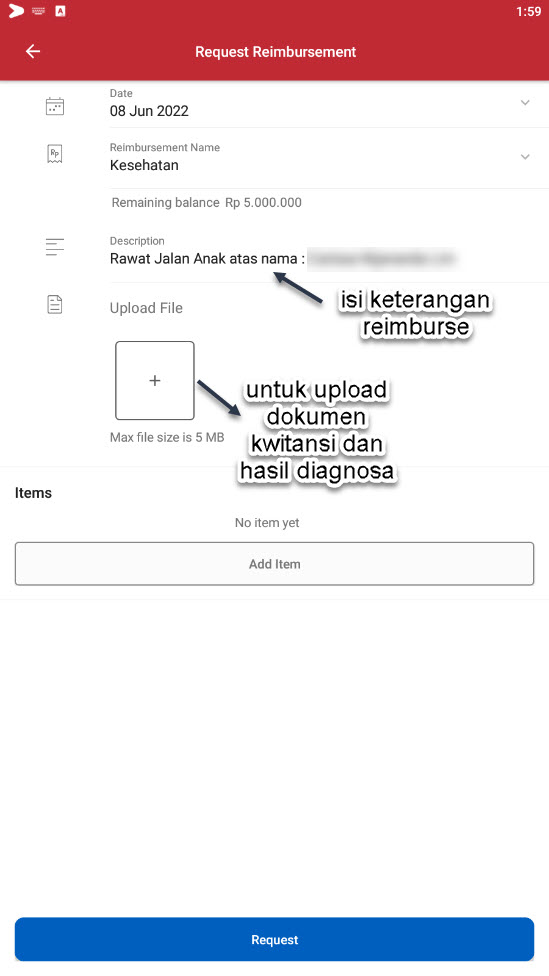 1:59
Request Reimbursement
Date
08 Jun 2022
Reimbursement Name
Kesehatan
Remaining balance Rp 5.000.000
Description
Rawat Jalan Anak atas nama :
isi keterangan
reimburse
Upload File
+
untuk upload
dokumen
kwitansi dan
hasil diagnosa
Max file size is 5 MB
Items
No item yet
Add Item
Request